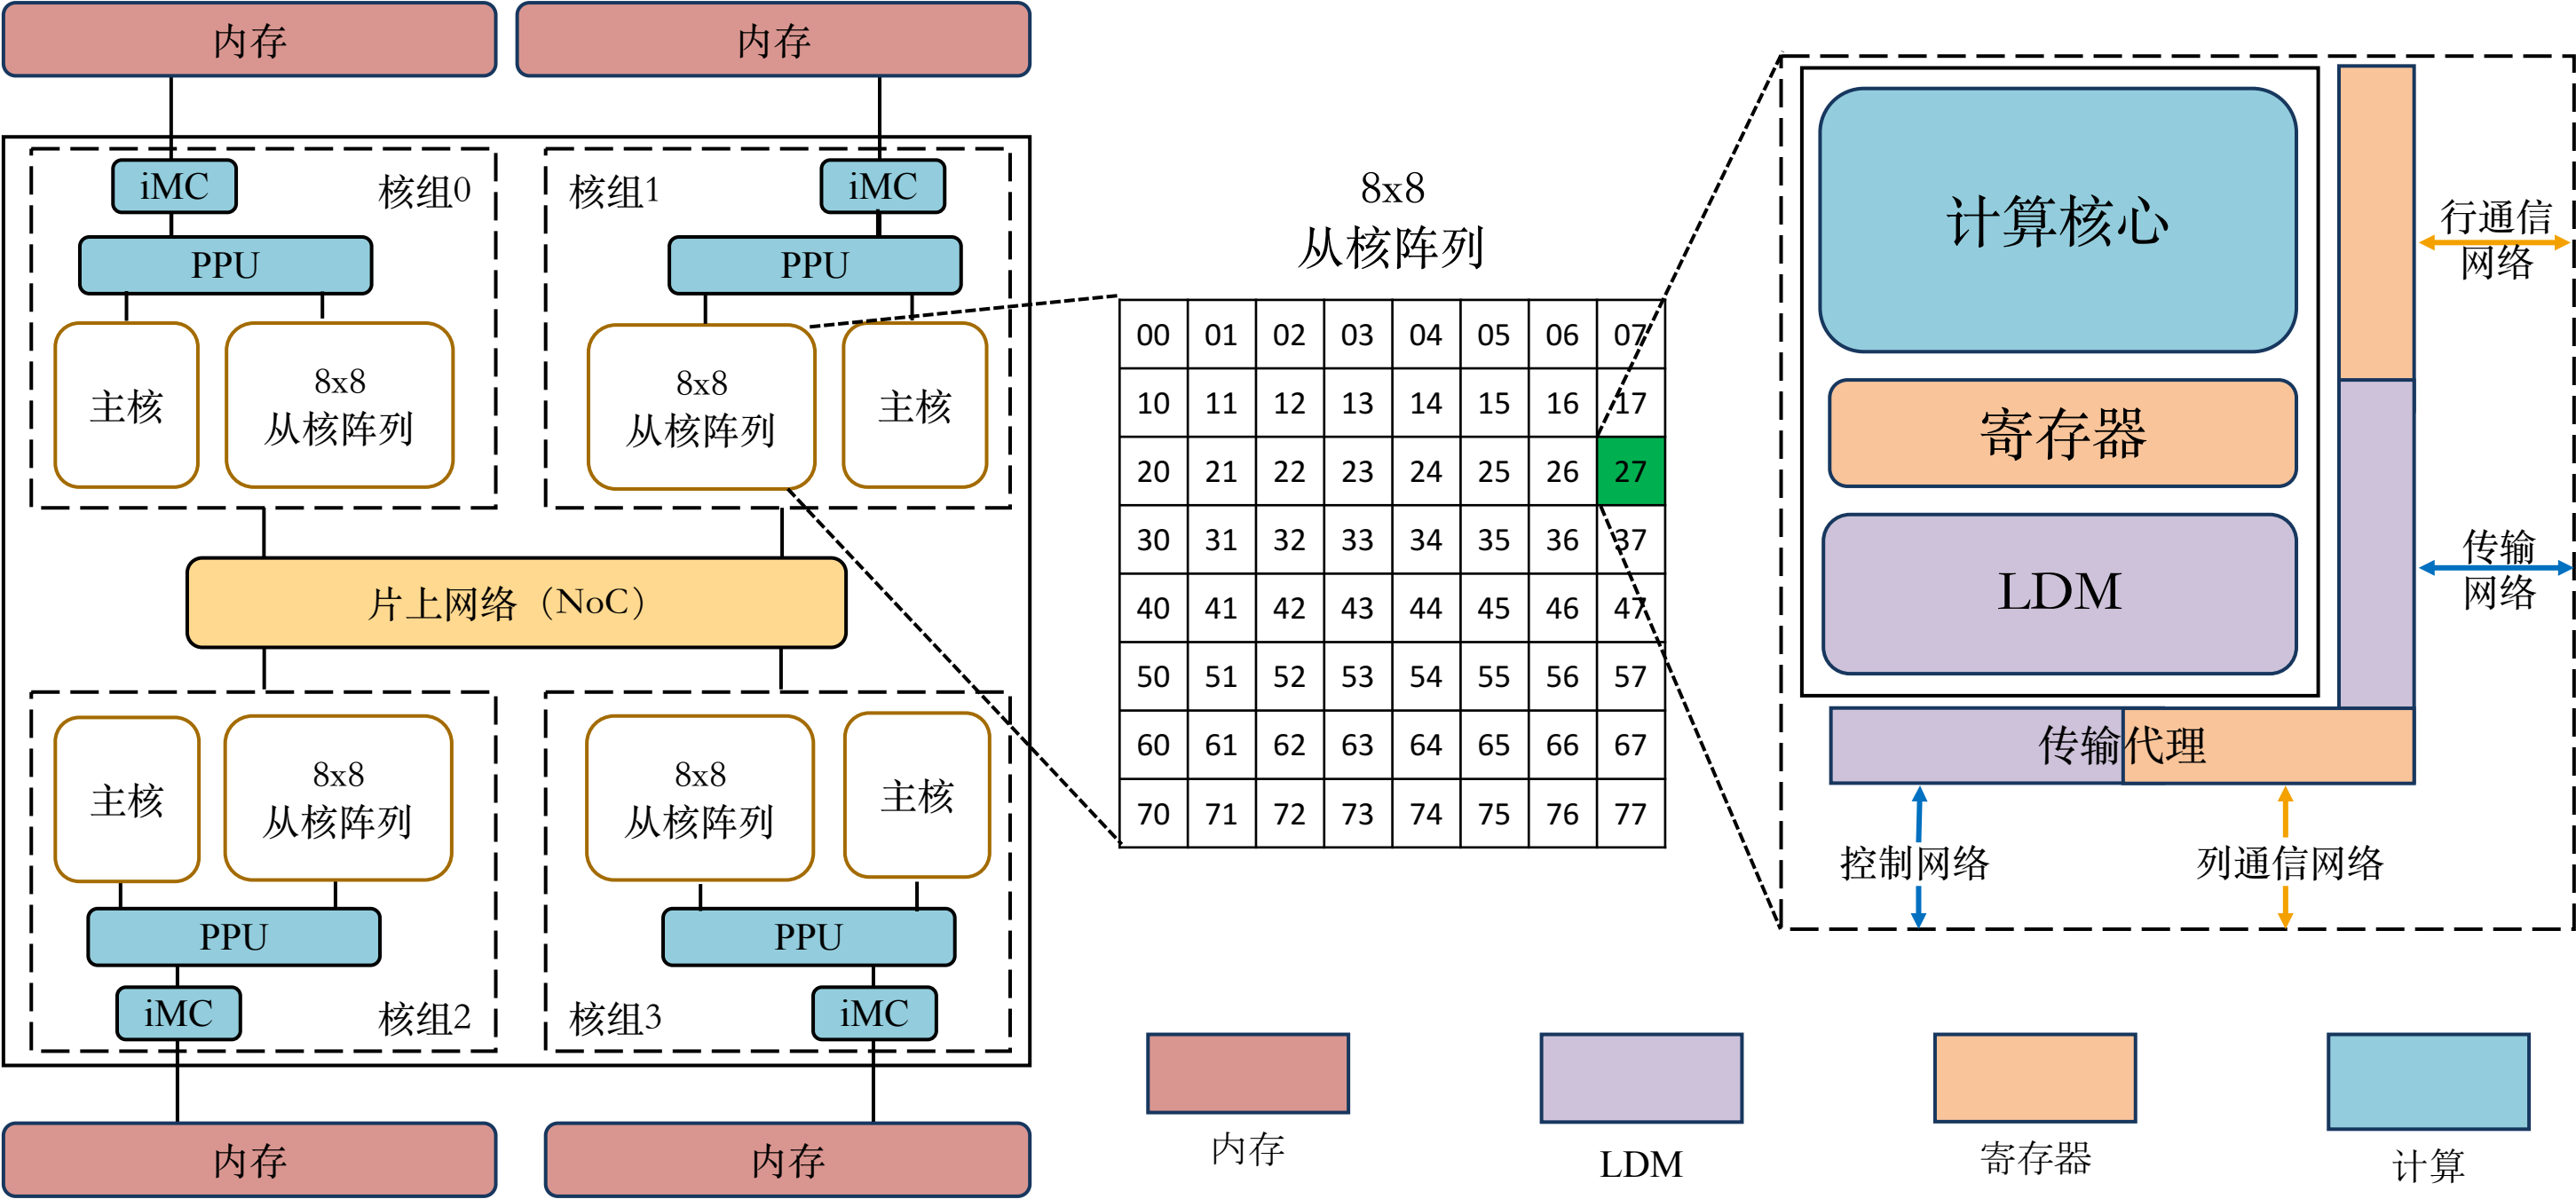 内存
内存
iMC
核组0
PPU
主核
8x8
从核阵列
核组1
iMC
PPU
8x8
从核阵列
主核
片上网络（NoC）
主核
8x8
从核阵列
PPU
iMC
核组2
8x8
从核阵列
主核
PPU
核组3
iMC
内存
内存
8x8
从核阵列
00 01 02 03 04 05 06 07
10 11 12 13 14 15 16 17
20 21 22 23 24 25 26 27
30 31 32 33 34 35 36 37
40 41 42 43 44 45 46 47
50 51 52 53 54 55 56 57
60 61 62 63 64 65 66 67
70 71 72 73 74 75 76 77
计算核心
寄存器
LDM
传输代理
行通信
网络
传输
网络
控制网络
列通信网络
内存
LDM
寄存器
计算